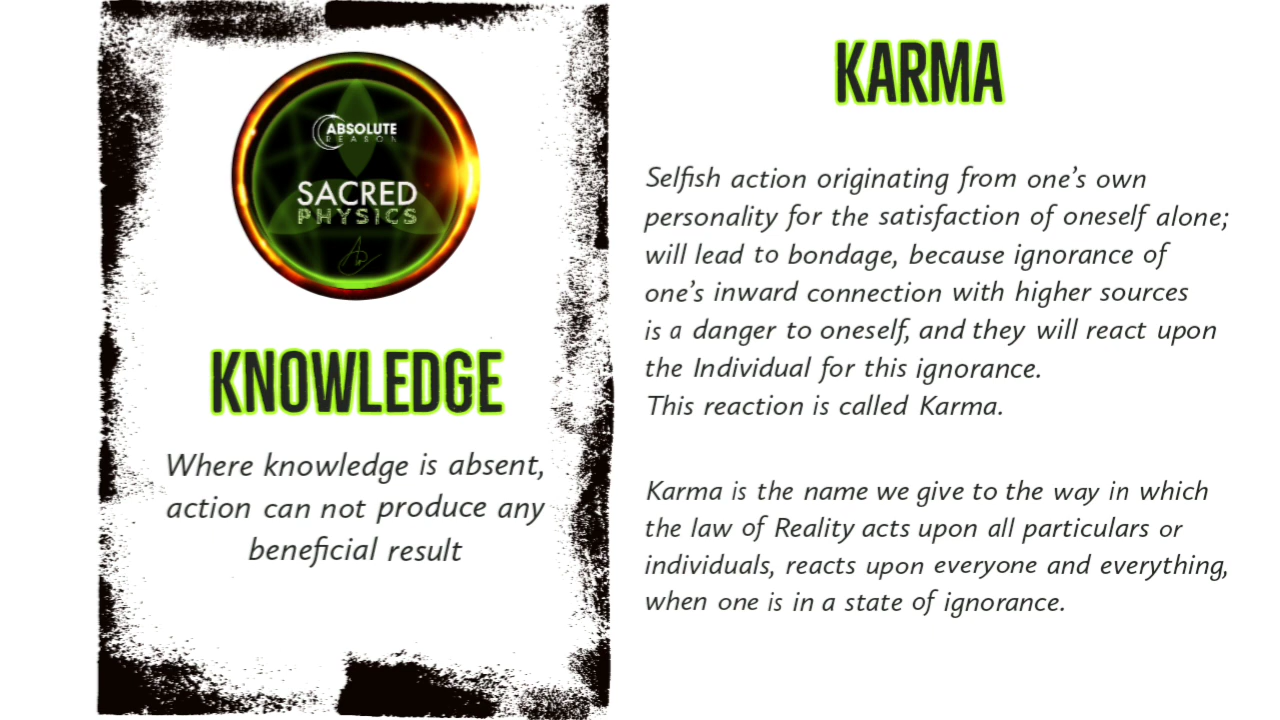 ABSOLUTE
REASON
SACRED
PHYSICS
KNOWLEDGE
Where knowledge is absent,
action can not produce any
beneficial result
KARMA
Selfish action originating from one's own
personality for the satisfaction of oneself alone;
will lead to bondage, because ignorance of
one's inward connection with higher sources
is a danger to oneself, and they will react upon
the Individual for this ignorance.
This reaction is called Karma.
Karma is the name we give to the way in which
the law of Reality acts upon all particulars or
individuals, reacts upon everyone and everything,
when one is in a state of ignorance.